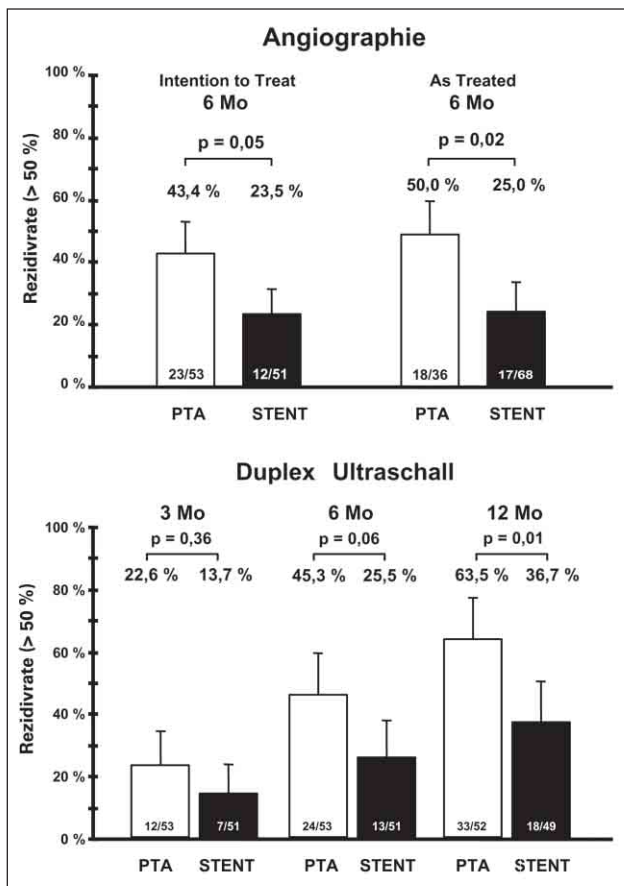 Angiographie
Rezidivrate (> 50 %)
100 %
80 %
60 %
40 %
20 %
0 %
Intention to Treat
6 Mo
p = 0,05
43,4 % 23,5 %
23/53 12/51
PTA STENT
As Treated
6 Mo
p = 0,02
50,0 % 25,0 %
18/36 17/68
PTA STENT
Duplex Ultraschall
Rezidivrate (> 50 %)
100 %
80 %
60 %
40 %
20 %
0 %
3 Mo
p = 0,36
22,6 % 13,7 %
12/53 7/51
PTA STENT
6 Mo
p = 0,06
45,3 % 25,5 %
24/53 13/51
PTA STENT
12 Mo
p = 0,01
63,5 % 36,7 %
33/52 18/49
PTA STENT